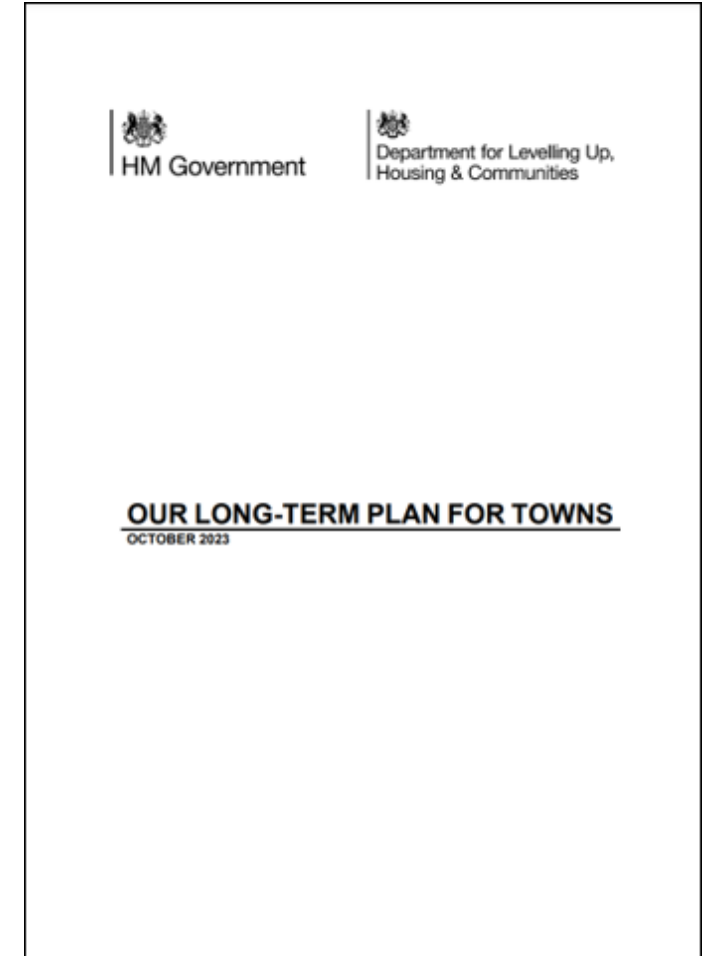 HM Government
Department for Levelling Up,
Housing & Communities
OUR LONG-TERM PLAN FOR TOWNS
OCTOBER 2023